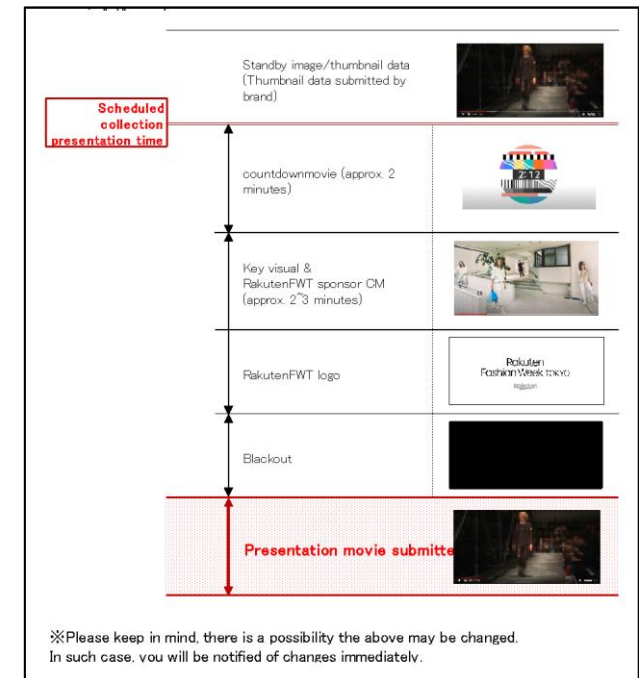 Standby image/thumbnail data
(Thumbnail data submitted by
brand)
Scheduled
collection
presentation time
countdownmovie (approx. 2
minutes)
2:12
Key visual &
RakutenFWT sponsor CM
(approx. 2~3 minutes)
RakutenFWT logo
Rakuten
Fashion Week TOKYO
Rakuten
Blackout
Presentation movie submitte
※Please keep in mind, there is a possibility the above may be changed.
In such case, you will be notified of changes immediately.